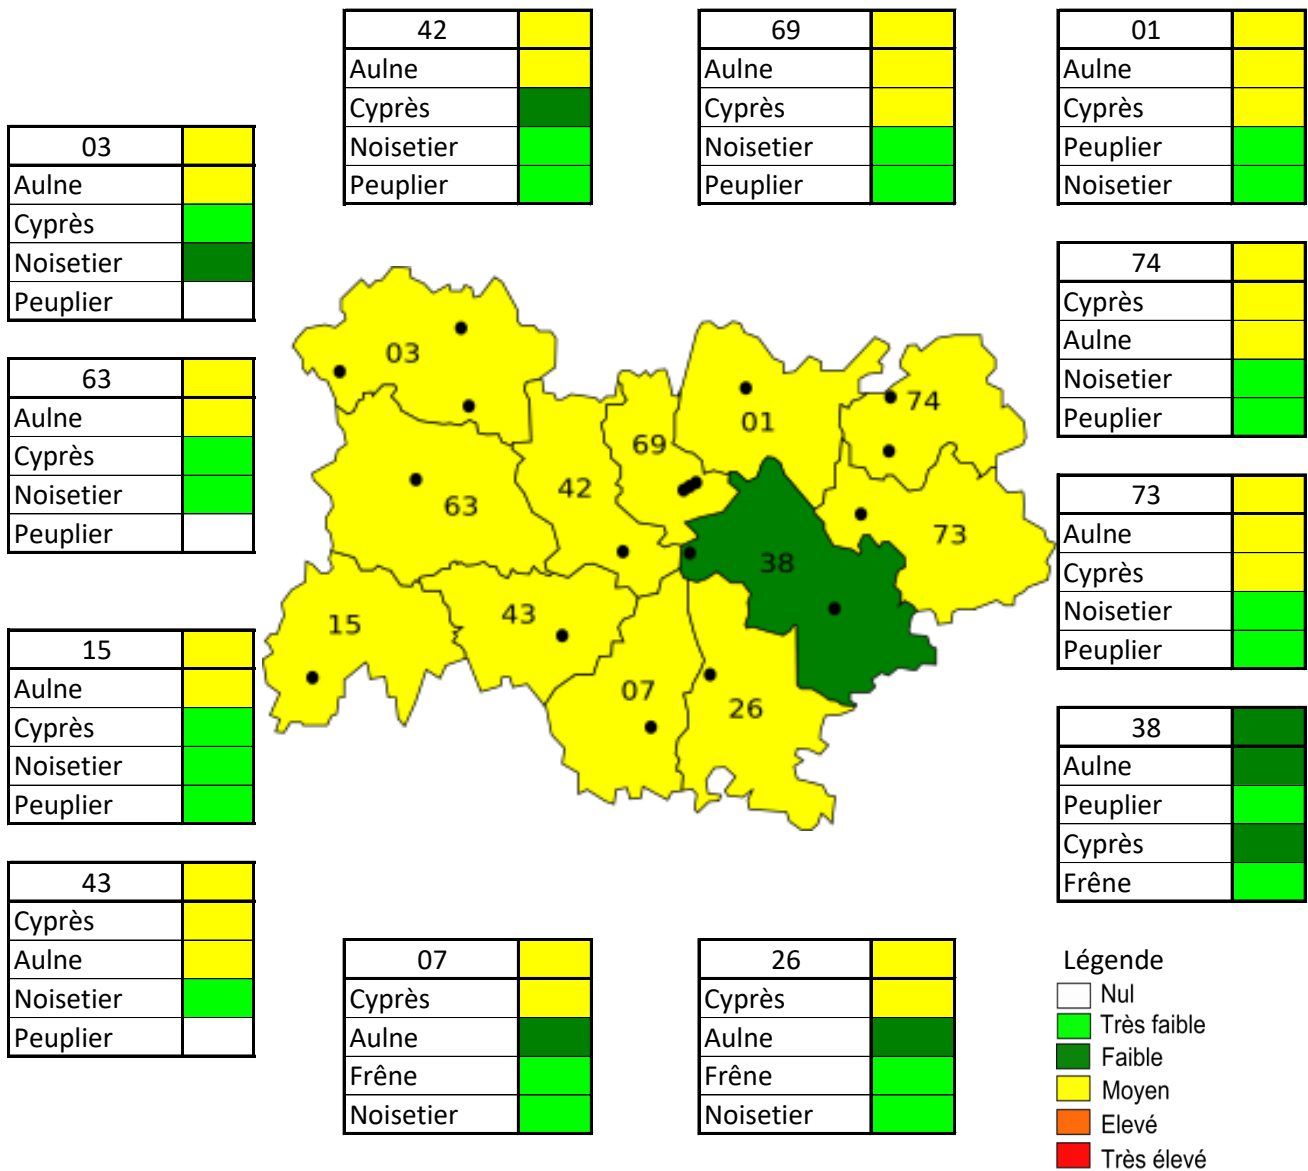 42
Aulne
Cyprès
Noisetier
Peuplier
69
Aulne
Cyprès
Noisetier
Peuplier
01
Aulne
Cyprès
Peuplier
Noisetier
03
Aulne
Cyprès
Noisetier
Peuplier
74
Cyprès
Aulne
Noisetier
Peuplier
63
Aulne
Cyprès
Noisetier
Peuplier
73
Aulne
Cyprès
Noisetier
Peuplier
15
Aulne
Cyprès
Noisetier
Peuplier
38
Aulne
Peuplier
Cyprès
Frêne
43
Cyprès
Aulne
Noisetier
Peuplier
07
Cyprès
Aulne
Frêne
Noisetier
26
Cyprès
Aulne
Frêne
Noisetier
03
74
01
69
42
63
73
38
43
15
07
26
Légende
Nul
Très faible
Faible
Moyen
Elevé
Très élevé